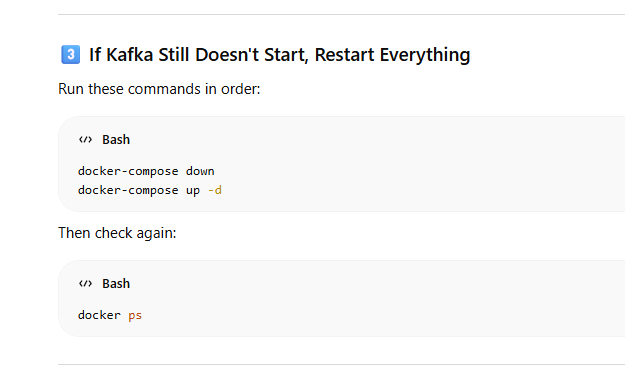 3 If Kafka Still Doesn't Start, Restart Everything
Run these commands in order:
</> Bash
docker-compose down
docker-compose up -d
Then check again:
</> Bash
docker ps